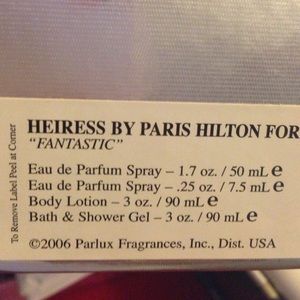 To Remove Label Peel at Corner
HEIRESS BY PARIS HILTON FOR
"FANTASTIC"
Eau de Parfum Spray – 1.7 oz. / 50 mL ℮
Eau de Parfum Spray – .25 oz. / 7.5 mL ℮
Body Lotion – 3 oz. / 90 mL ℮
Bath & Shower Gel – 3 oz. / 90 mL ℮
©2006 Parlux Fragrances, Inc., Dist. USA